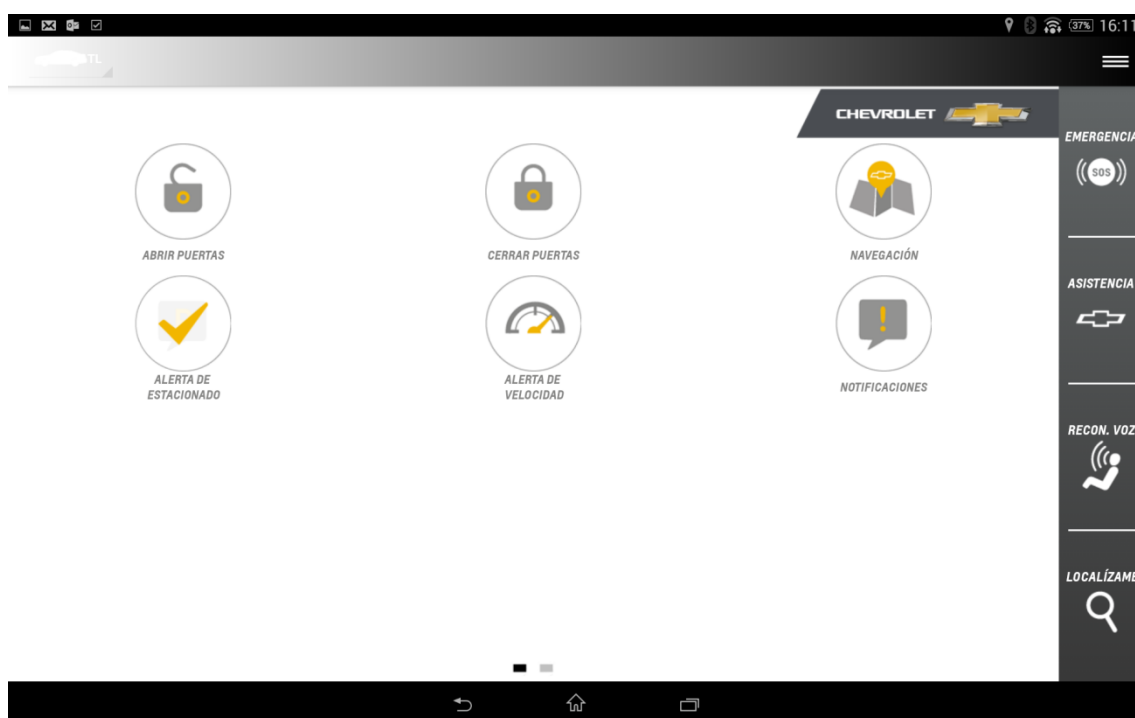 37% 16:11
TL
CHEVROLET
EMERGENCIA
SOS
ABRIR PUERTAS
CERRAR PUERTAS
NAVEGACIÓN
ASISTENCIA
ALERTA DE
ESTACIONADO
ALERTA DE
VELOCIDAD
NOTIFICACIONES
RECON. VOZ
LOCALÍZAME